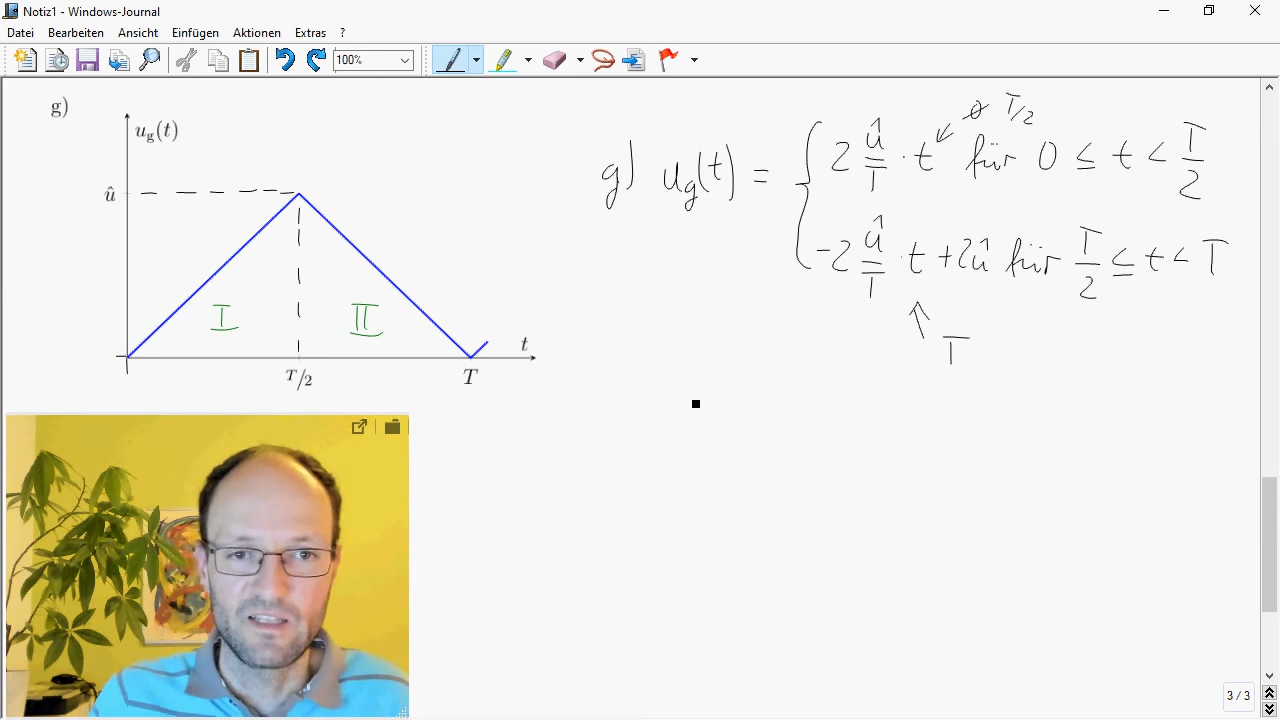 Notiz1 - Windows-Journal
Datei Bearbeiten Ansicht Einfügen Aktionen Extras ?
100%
g)
u_g(t)
û
I
II
t
T/2
T
T/2
g) u_g(t) = { 2 û/T · t für 0 ≤ t < T/2
-2 û/T · t + 2û für T/2 ≤ t < T
T
3 / 3